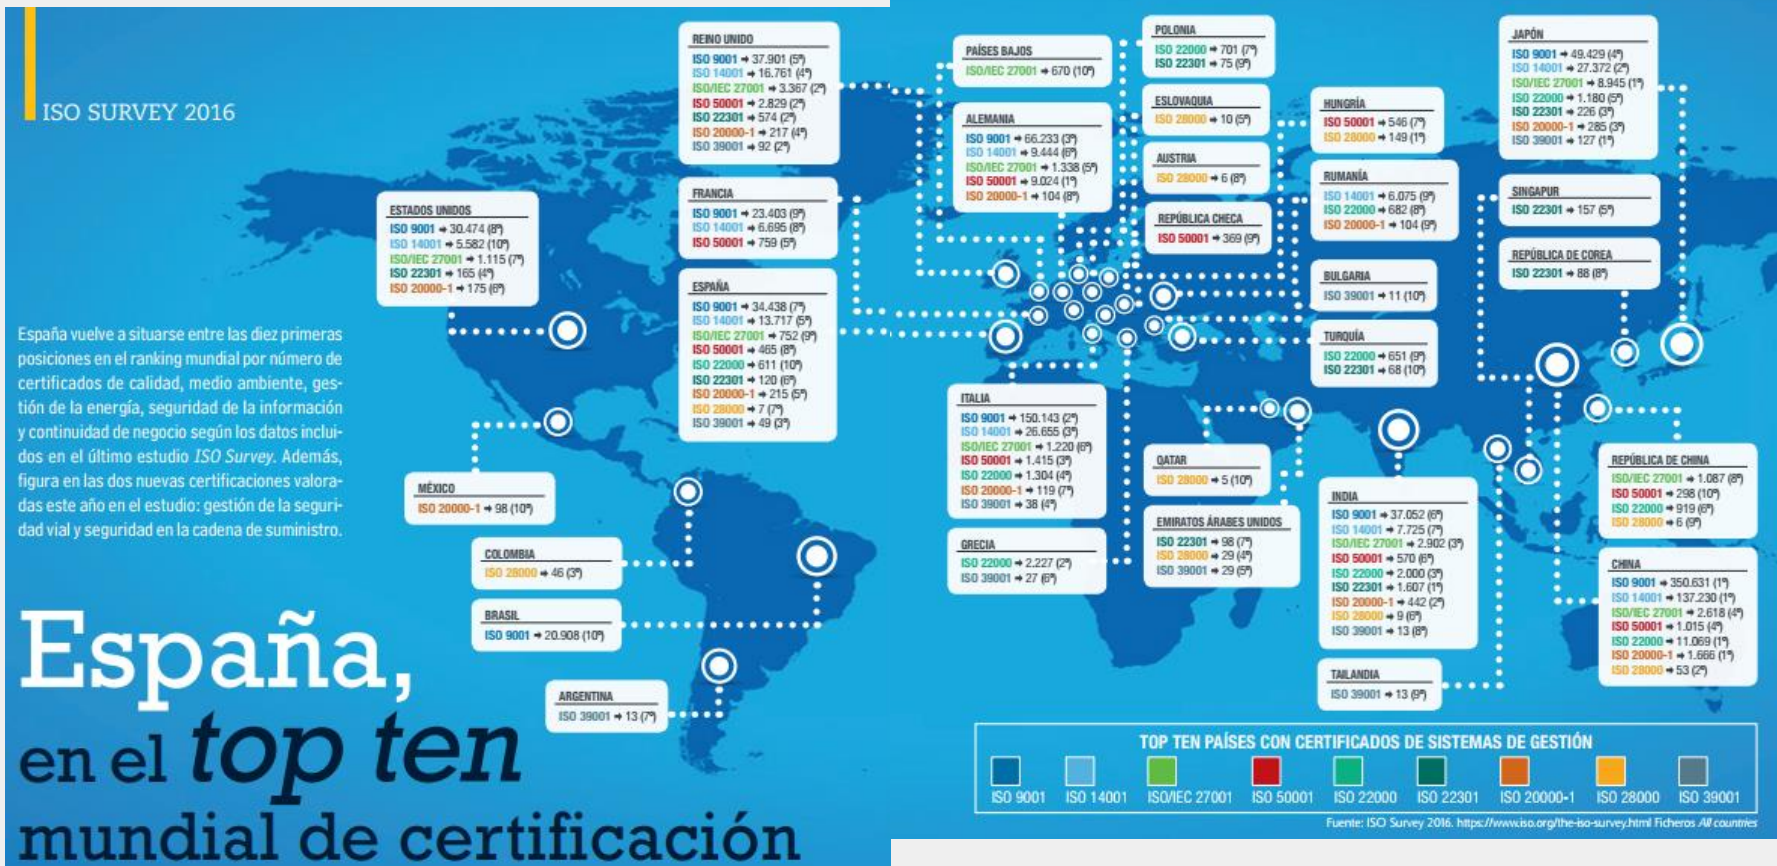 ISO SURVEY 2016
España vuelve a situarse entre las diez primeras
posiciones en el ranking mundial por número de
certificados de calidad, medio ambiente, ges-
tión de la energía, seguridad de la información
y continuidad de negocio según los datos inclui-
dos en el último estudio ISO Survey. Además,
figura en las dos nuevas certificaciones valora-
das este año en el estudio: gestión de la seguri-
dad vial y seguridad en la cadena de suministro.
España,
en el top ten
mundial de certificación
ESTADOS UNIDOS
ISO 9001 → 30.474 (8º)
ISO 14001 → 5.582 (10º)
ISO/IEC 27001 → 1.115 (7º)
ISO 22301 → 165 (4º)
ISO 20000-1 → 175 (6º)
MÉXICO
ISO 20000-1 → 98 (10º)
COLOMBIA
ISO 28000 → 46 (3º)
BRASIL
ISO 9001 → 20.908 (10º)
ARGENTINA
ISO 39001 → 13 (7º)
REINO UNIDO
ISO 9001 → 37.901 (5º)
ISO 14001 → 16.761 (4º)
ISO/IEC 27001 → 3.367 (2º)
ISO 50001 → 2.829 (2º)
ISO 22301 → 574 (2º)
ISO 20000-1 → 217 (4º)
ISO 39001 → 92 (2º)
FRANCIA
ISO 9001 → 23.403 (9º)
ISO 14001 → 6.695 (8º)
ISO 50001 → 759 (5º)
ESPAÑA
ISO 9001 → 34.438 (7º)
ISO 14001 → 13.717 (5º)
ISO/IEC 27001 → 752 (9º)
ISO 50001 → 465 (8º)
ISO 22000 → 611 (10º)
ISO 22301 → 120 (6º)
ISO 20000-1 → 215 (5º)
ISO 28000 → 7 (7º)
ISO 39001 → 49 (3º)
PAÍSES BAJOS
ISO/IEC 27001 → 670 (10º)
ALEMANIA
ISO 9001 → 66.233 (3º)
ISO 14001 → 9.444 (6º)
ISO/IEC 27001 → 1.338 (5º)
ISO 50001 → 9.024 (1º)
ISO 20000-1 → 104 (8º)
ITALIA
ISO 9001 → 150.143 (2º)
ISO 14001 → 26.655 (3º)
ISO/IEC 27001 → 1.220 (6º)
ISO 50001 → 1.415 (3º)
ISO 22000 → 1.304 (4º)
ISO 20000-1 → 119 (7º)
ISO 39001 → 38 (4º)
GRECIA
ISO 22000 → 2.227 (2º)
ISO 39001 → 27 (6º)
POLONIA
ISO 22000 → 701 (7º)
ISO 22301 → 75 (9º)
ESLOVAQUIA
ISO 28000 → 10 (5º)
AUSTRIA
ISO 28000 → 6 (8º)
REPÚBLICA CHECA
ISO 50001 → 369 (9º)
QATAR
ISO 28000 → 5 (10º)
EMIRATOS ÁRABES UNIDOS
ISO 22301 → 98 (7º)
ISO 28000 → 29 (4º)
ISO 39001 → 29 (5º)
HUNGRÍA
ISO 50001 → 546 (7º)
ISO 28000 → 149 (1º)
RUMANÍA
ISO 14001 → 6.075 (9º)
ISO 22000 → 682 (8º)
ISO 20000-1 → 104 (9º)
BULGARIA
ISO 39001 → 11 (10º)
TURQUÍA
ISO 22000 → 651 (9º)
ISO 22301 → 68 (10º)
INDIA
ISO 9001 → 37.052 (6º)
ISO 14001 → 7.725 (7º)
ISO/IEC 27001 → 2.902 (3º)
ISO 50001 → 570 (6º)
ISO 22000 → 2.000 (3º)
ISO 22301 → 1.607 (1º)
ISO 20000-1 → 442 (2º)
ISO 28000 → 9 (6º)
ISO 39001 → 13 (8º)
TAILANDIA
ISO 39001 → 13 (9º)
JAPÓN
ISO 9001 → 49.429 (4º)
ISO 14001 → 27.372 (2º)
ISO/IEC 27001 → 8.945 (1º)
ISO 22000 → 1.180 (5º)
ISO 22301 → 226 (3º)
ISO 20000-1 → 285 (3º)
ISO 39001 → 127 (1º)
SINGAPUR
ISO 22301 → 157 (5º)
REPÚBLICA DE COREA
ISO 22301 → 88 (8º)
REPÚBLICA DE CHINA
ISO/IEC 27001 → 1.087 (8º)
ISO 50001 → 298 (10º)
ISO 22000 → 919 (6º)
ISO 28000 → 6 (9º)
CHINA
ISO 9001 → 350.631 (1º)
ISO 14001 → 137.230 (1º)
ISO/IEC 27001 → 2.618 (4º)
ISO 50001 → 1.015 (4º)
ISO 22000 → 11.069 (1º)
ISO 20000-1 → 1.666 (1º)
ISO 28000 → 53 (2º)
TOP TEN PAÍSES CON CERTIFICADOS DE SISTEMAS DE GESTIÓN
ISO 9001 ISO 14001 ISO/IEC 27001 ISO 50001 ISO 22000 ISO 22301 ISO 20000-1 ISO 28000 ISO 39001
Fuente: ISO Survey 2016. https://www.iso.org/the-iso-survey.html Ficheros All countries